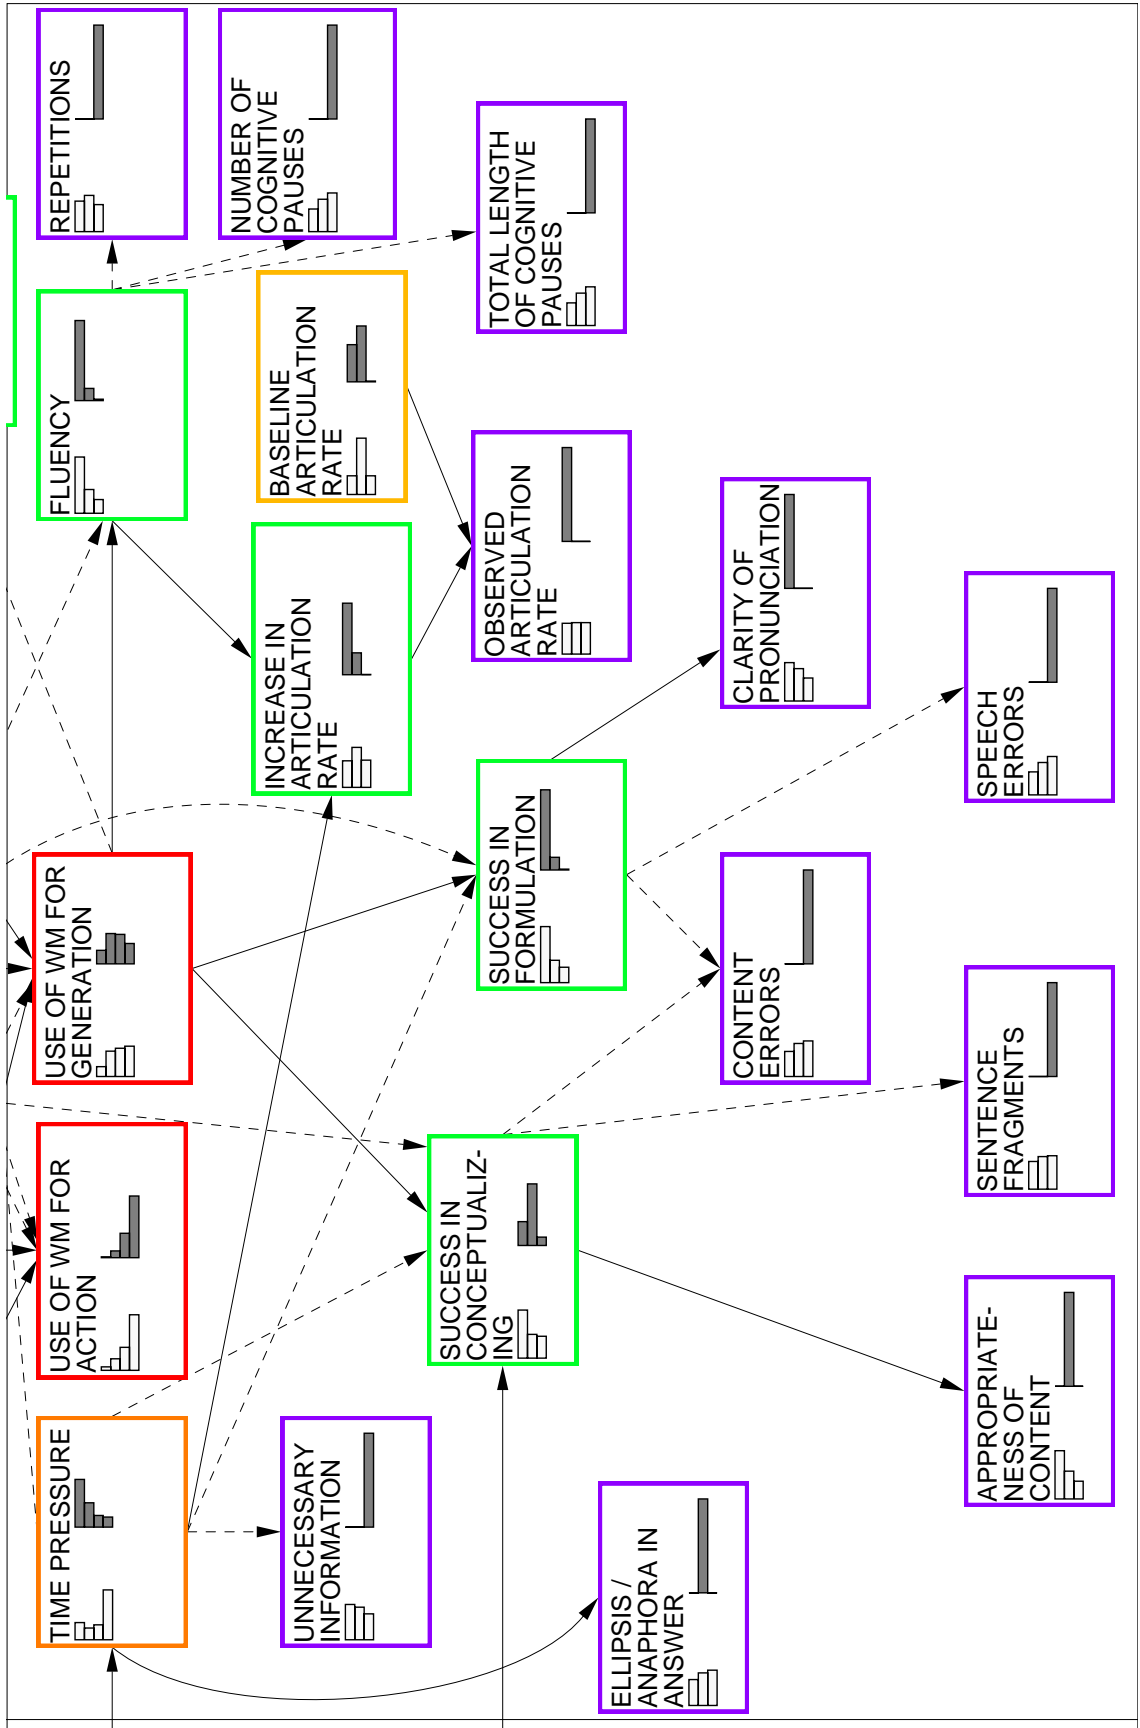 REPETITIONS
NUMBER OF
COGNITIVE
PAUSES
TOTAL LENGTH
OF COGNITIVE
PAUSES
FLUENCY
BASELINE
ARTICULATION
RATE
INCREASE IN
ARTICULATION
RATE
OBSERVED
ARTICULATION
RATE
CLARITY OF
PRONUNCIATION
SPEECH
ERRORS
USE OF WM FOR
GENERATION
SUCCESS IN
FORMULATION
CONTENT
ERRORS
SENTENCE
FRAGMENTS
USE OF WM FOR
ACTION
SUCCESS IN
CONCEPTUALIZ-
ING
APPROPRIATE-
NESS OF
CONTENT
TIME PRESSURE
UNNECESSARY
INFORMATION
ELLIPSIS /
ANAPHORA IN
ANSWER